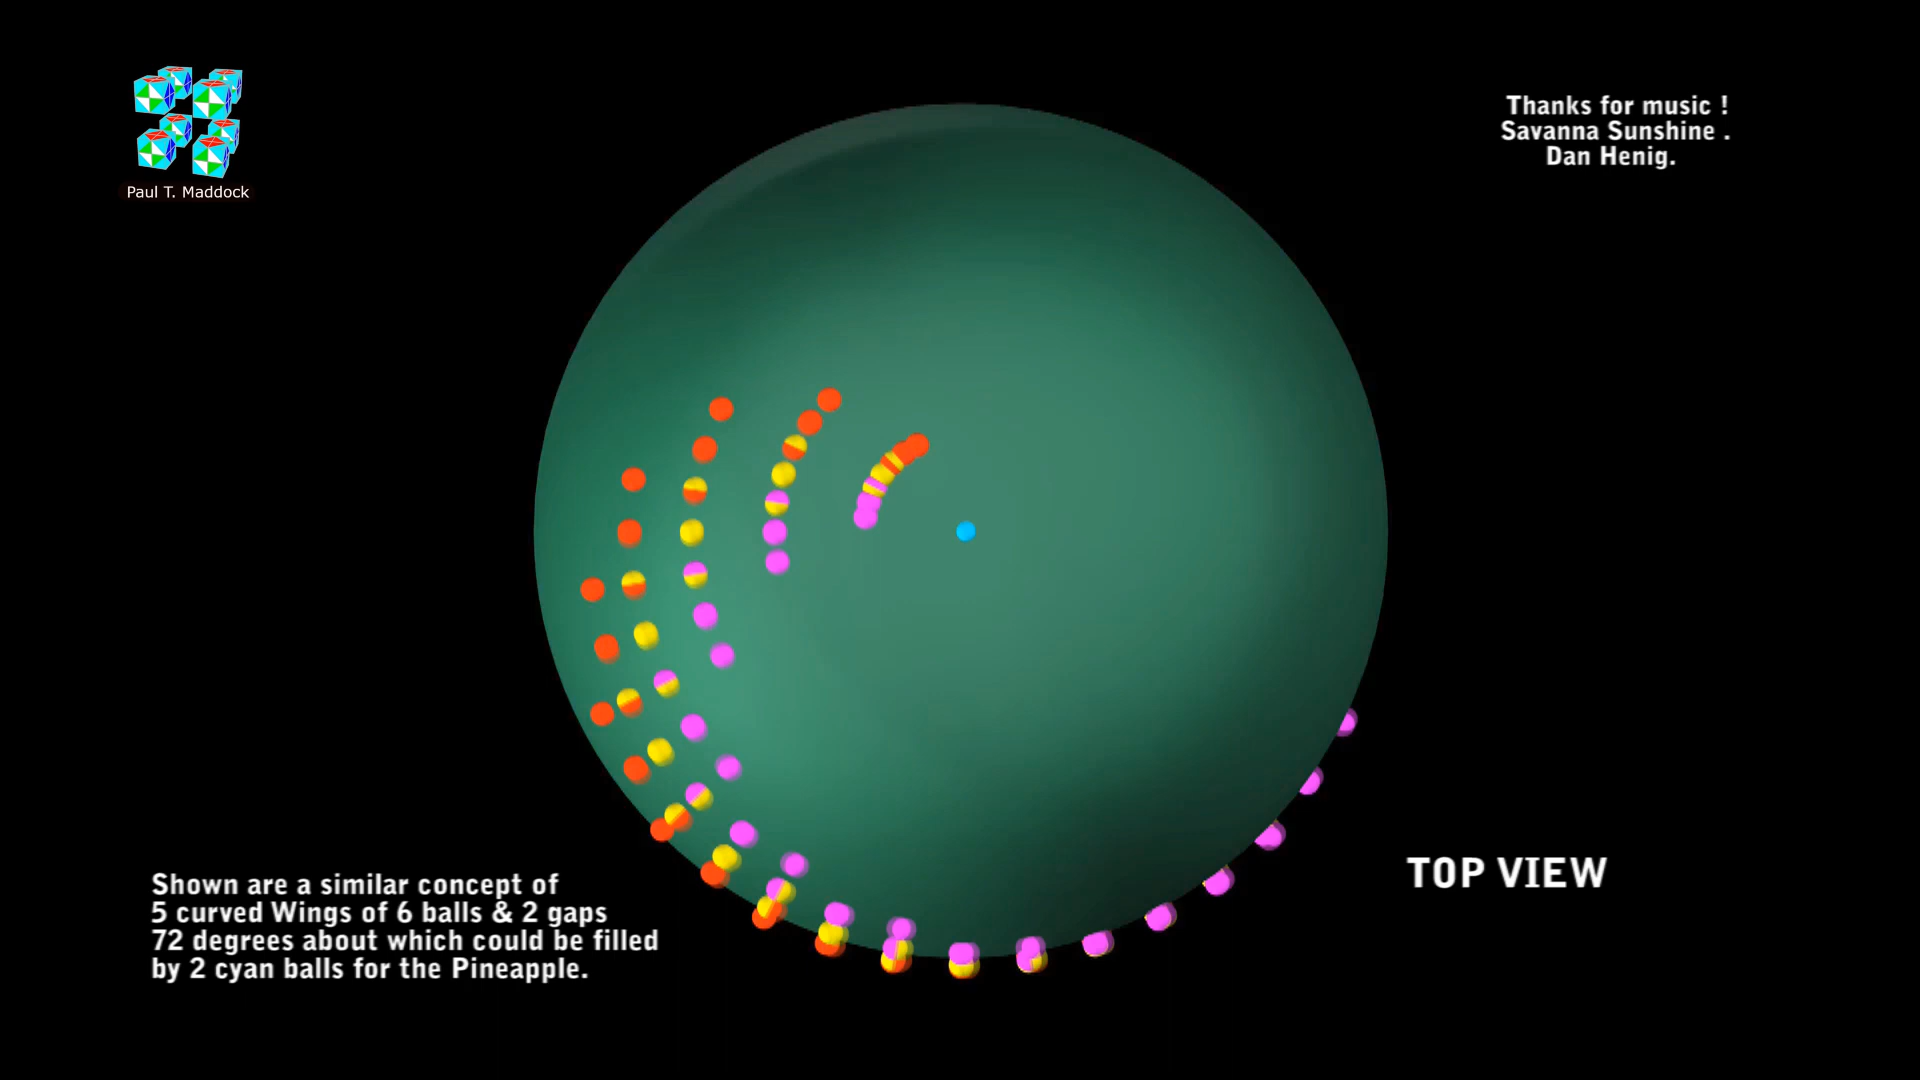 Paul T. Maddock
Thanks for music !
Savanna Sunshine .
Dan Henig.
TOP VIEW
Shown are a similar concept of
5 curved Wings of 6 balls & 2 gaps
72 degrees about which could be filled
by 2 cyan balls for the Pineapple.